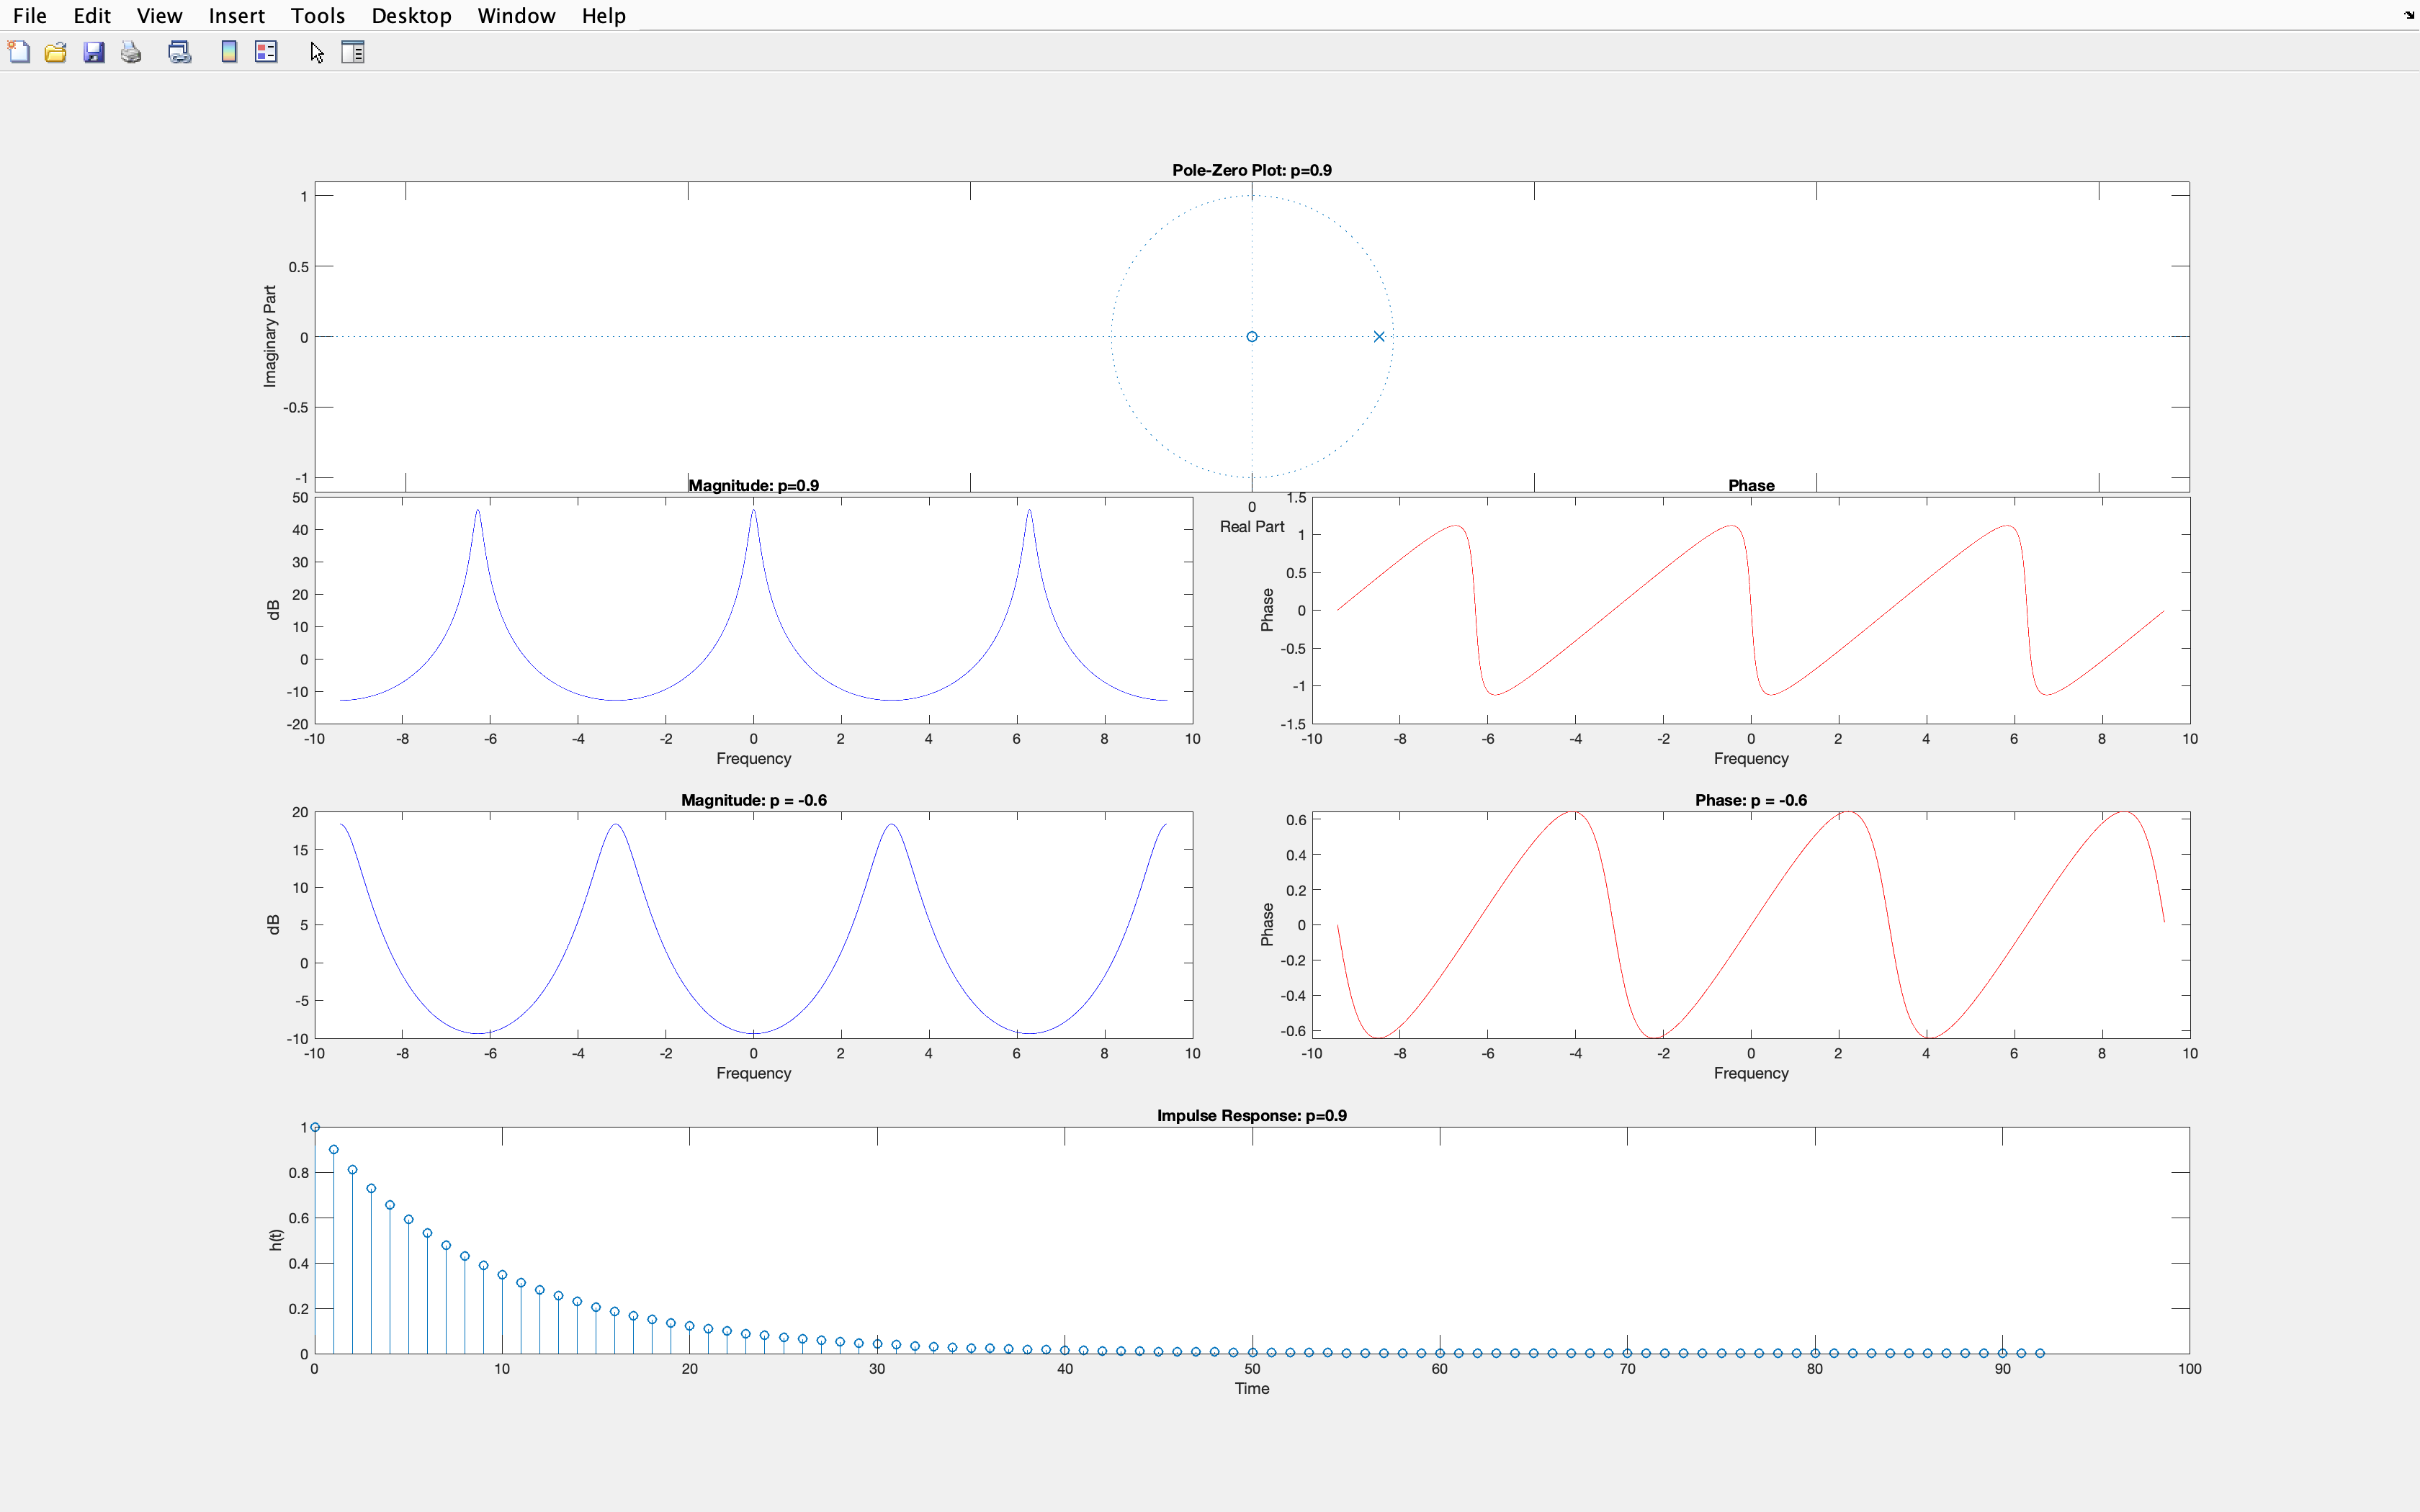 File Edit View Insert Tools Desktop Window Help
Pole-Zero Plot: p=0.9
1
0.5
0
-0.5
-1
Imaginary Part
0
Real Part
Magnitude: p=0.9
50
40
30
20
10
0
-10
-20
dB
-10 -8 -6 -4 -2 0 2 4 6 8 10
Frequency
Phase
1.5
1
0.5
0
-0.5
-1
-1.5
Phase
-10 -8 -6 -4 -2 0 2 4 6 8 10
Frequency
Magnitude: p = -0.6
20
15
10
5
0
-5
-10
dB
-10 -8 -6 -4 -2 0 2 4 6 8 10
Frequency
Phase: p = -0.6
0.6
0.4
0.2
0
-0.2
-0.4
-0.6
Phase
-10 -8 -6 -4 -2 0 2 4 6 8 10
Frequency
Impulse Response: p=0.9
1
0.8
0.6
0.4
0.2
0
h(t)
0 10 20 30 40 50 60 70 80 90 100
Time